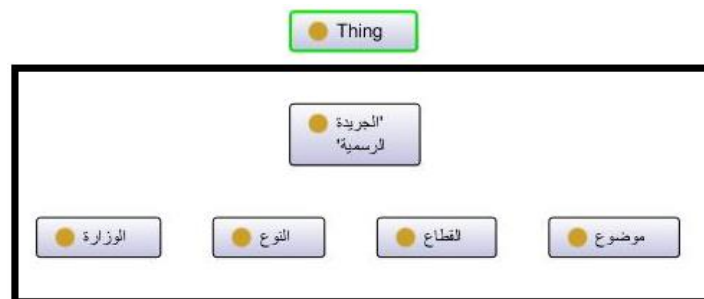 Thing
'الجريدة
الرسمية'
موضوع
القطاع
النوع
الوزارة